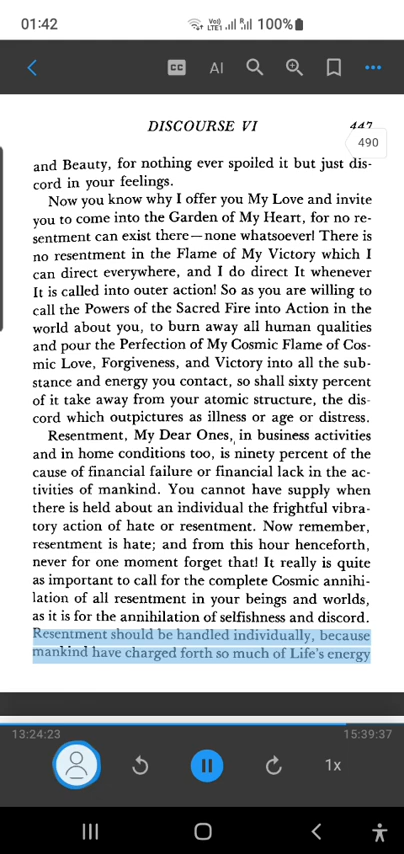 01:42
Vo)) LTE1 R 100%
CC AI
DISCOURSE VI 447
490
and Beauty, for nothing ever spoiled it but just dis-
cord in your feelings.
Now you know why I offer you My Love and invite
you to come into the Garden of My Heart, for no re-
sentment can exist there—none whatsoever! There is
no resentment in the Flame of My Victory which I
can direct everywhere, and I do direct It whenever
It is called into outer action! So as you are willing to
call the Powers of the Sacred Fire into Action in the
world about you, to burn away all human qualities
and pour the Perfection of My Cosmic Flame of Cos-
mic Love, Forgiveness, and Victory into all the sub-
stance and energy you contact, so shall sixty percent
of it take away from your atomic structure, the dis-
cord which outpictures as illness or age or distress.
Resentment, My Dear Ones, in business activities
and in home conditions too, is ninety percent of the
cause of financial failure or financial lack in the ac-
tivities of mankind. You cannot have supply when
there is held about an individual the frightful vibra-
tory action of hate or resentment. Now remember,
resentment is hate; and from this hour henceforth,
never for one moment forget that! It really is quite
as important to call for the complete Cosmic annihi-
lation of all resentment in your beings and worlds,
as it is for the annihilation of selfishness and discord.
Resentment should be handled individually, because
mankind have charged forth so much of Life's energy
13:24:23 15:39:37
1x